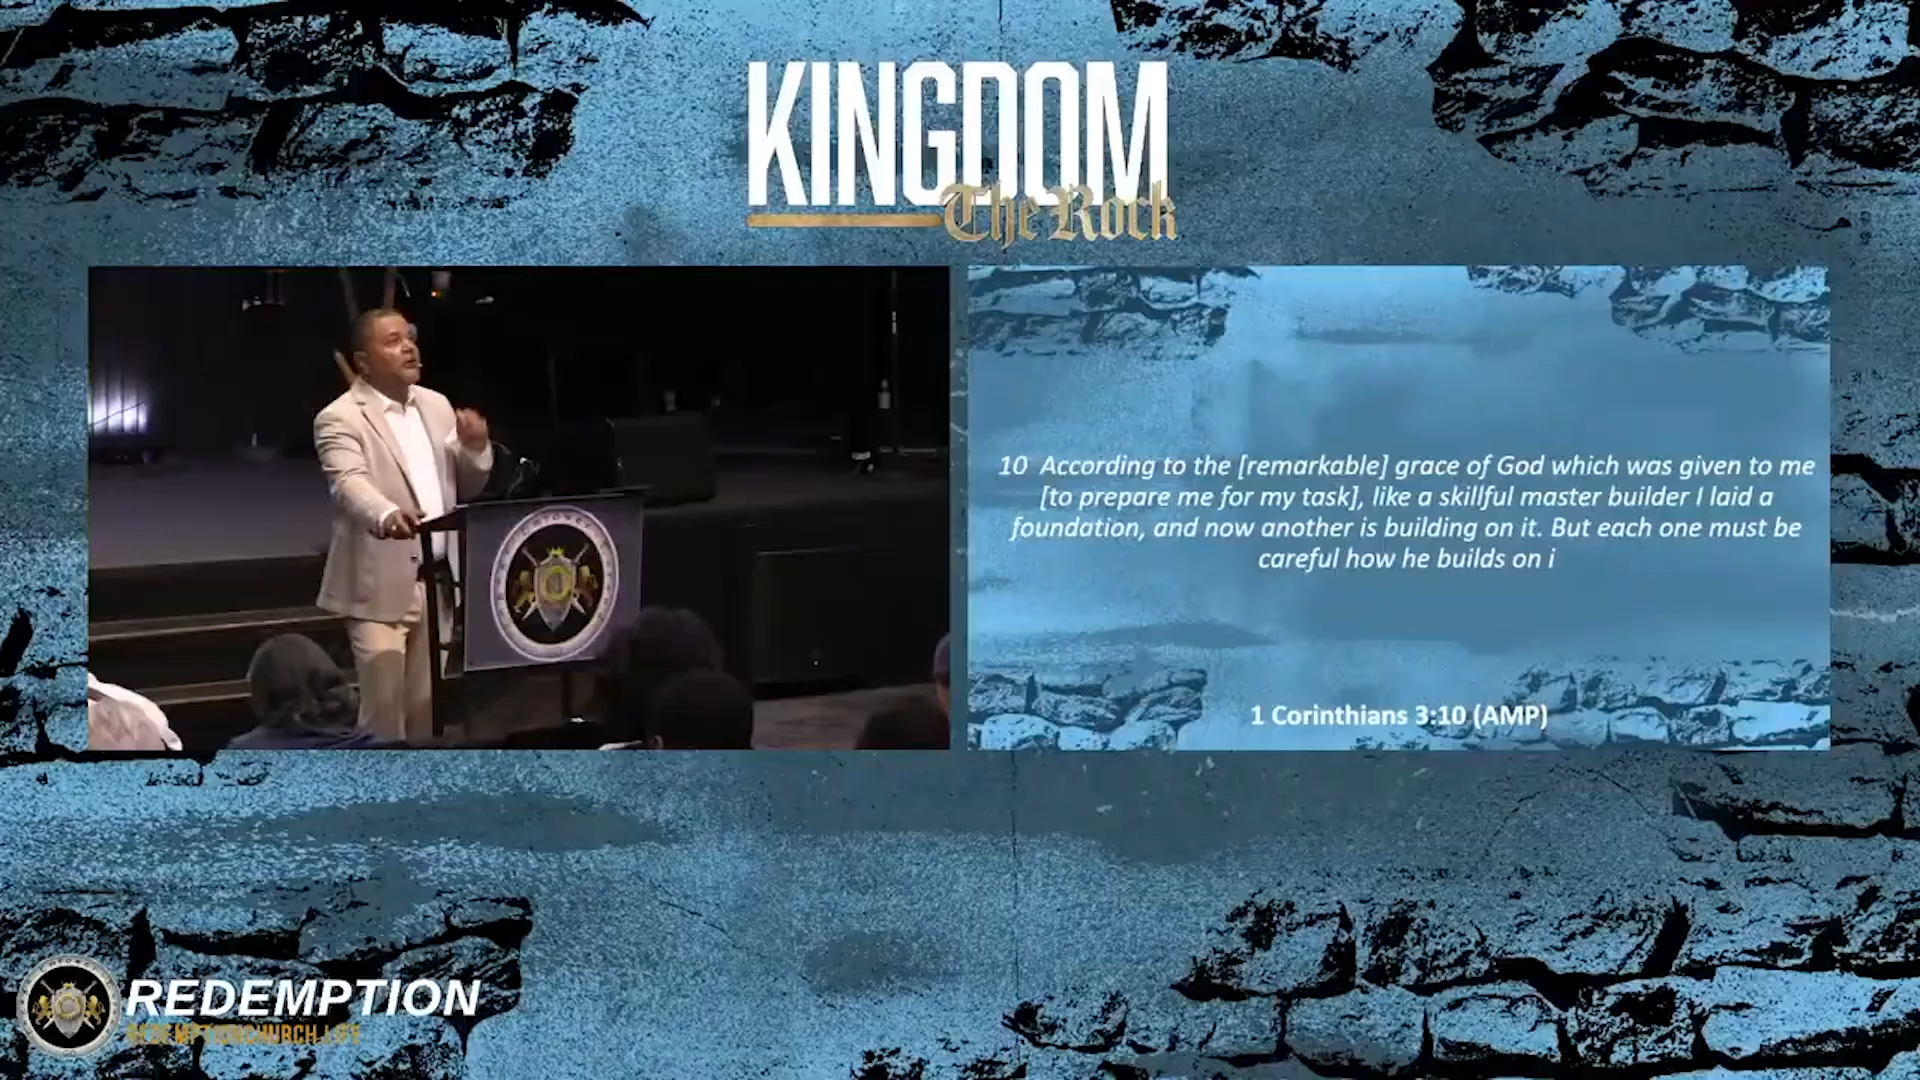 KINGDOM
The Rock
10 According to the [remarkable] grace of God which was given to me
[to prepare me for my task], like a skillful master builder I laid a
foundation, and now another is building on it. But each one must be
careful how he builds on i
1 Corinthians 3:10 (AMP)
REDEMPTION
REDEMPTIONCHURCH.LIFE